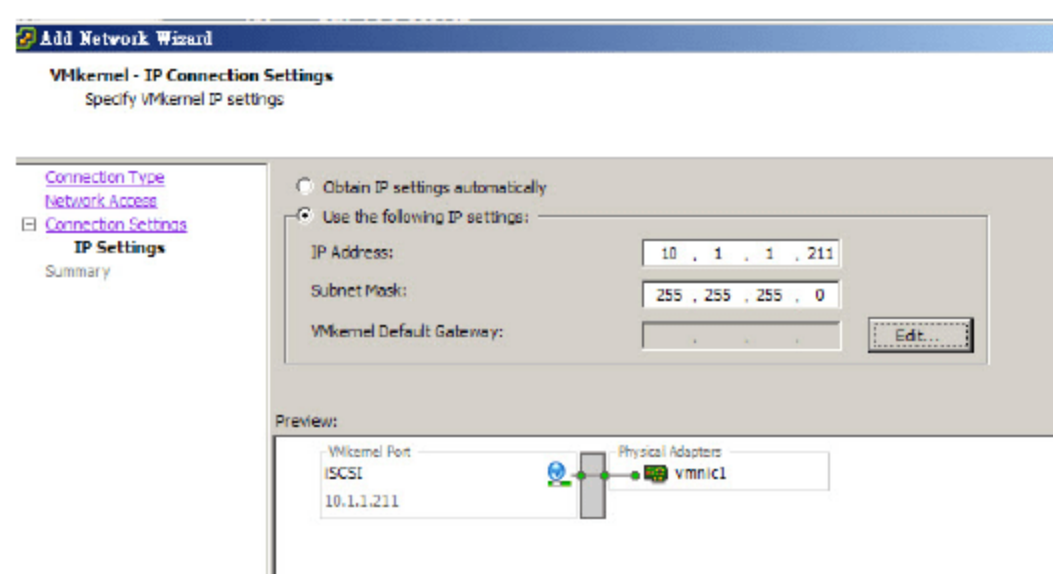 Add Network Wizard
VMkernel - IP Connection Settings
Specify VMkernel IP settings
Connection Type
Network Access
Connection Settings
IP Settings
Summary
Obtain IP settings automatically
Use the following IP settings:
IP Address: 10 . 1 . 1 . 211
Subnet Mask: 255 . 255 . 255 . 0
VMkernel Default Gateway: . . . Edit...
Preview:
VMkernel Port
iSCSI
10.1.1.211
Physical Adapters
vmnic1